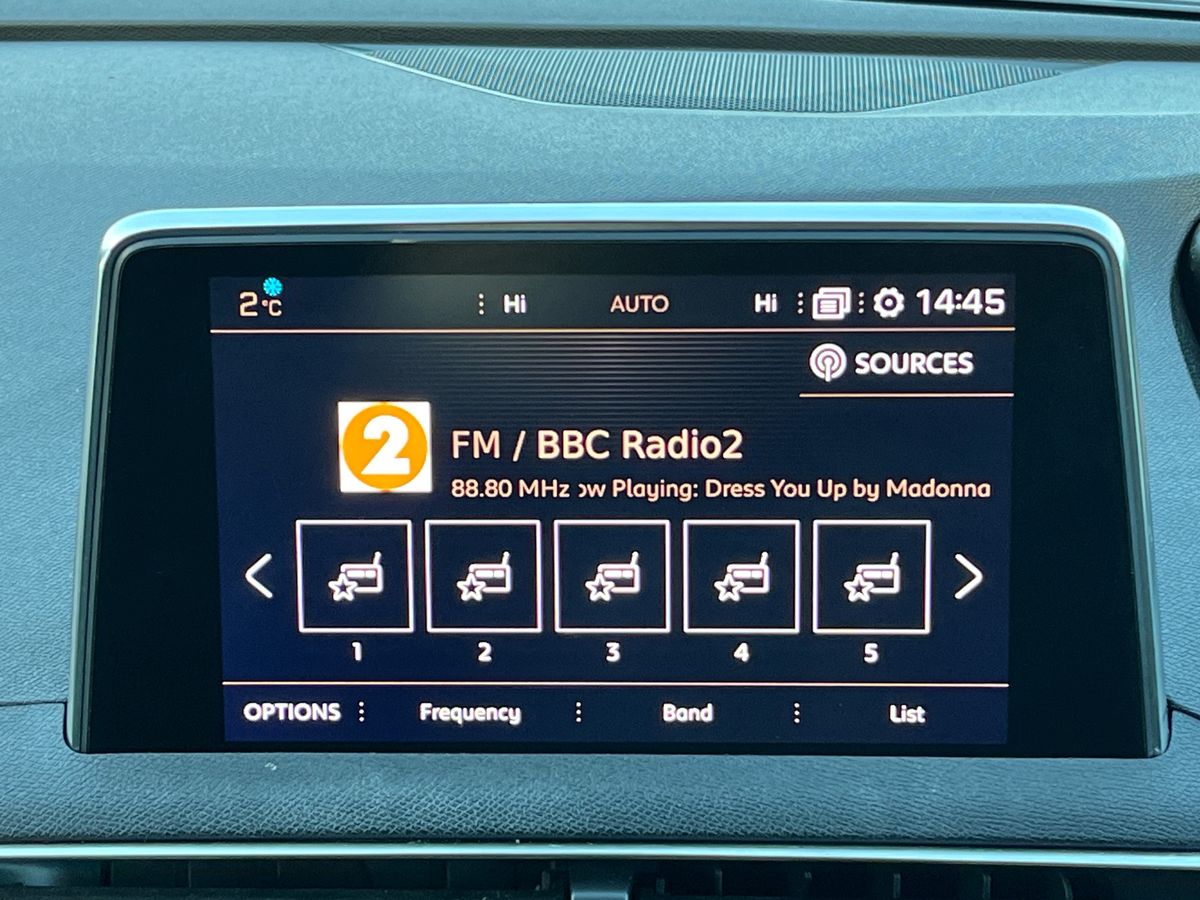 2°C Hi AUTO Hi 14:45
SOURCES
2
FM / BBC Radio2
88.80 MHz ow Playing: Dress You Up by Madonna
1 2 3 4 5
OPTIONS Frequency Band List